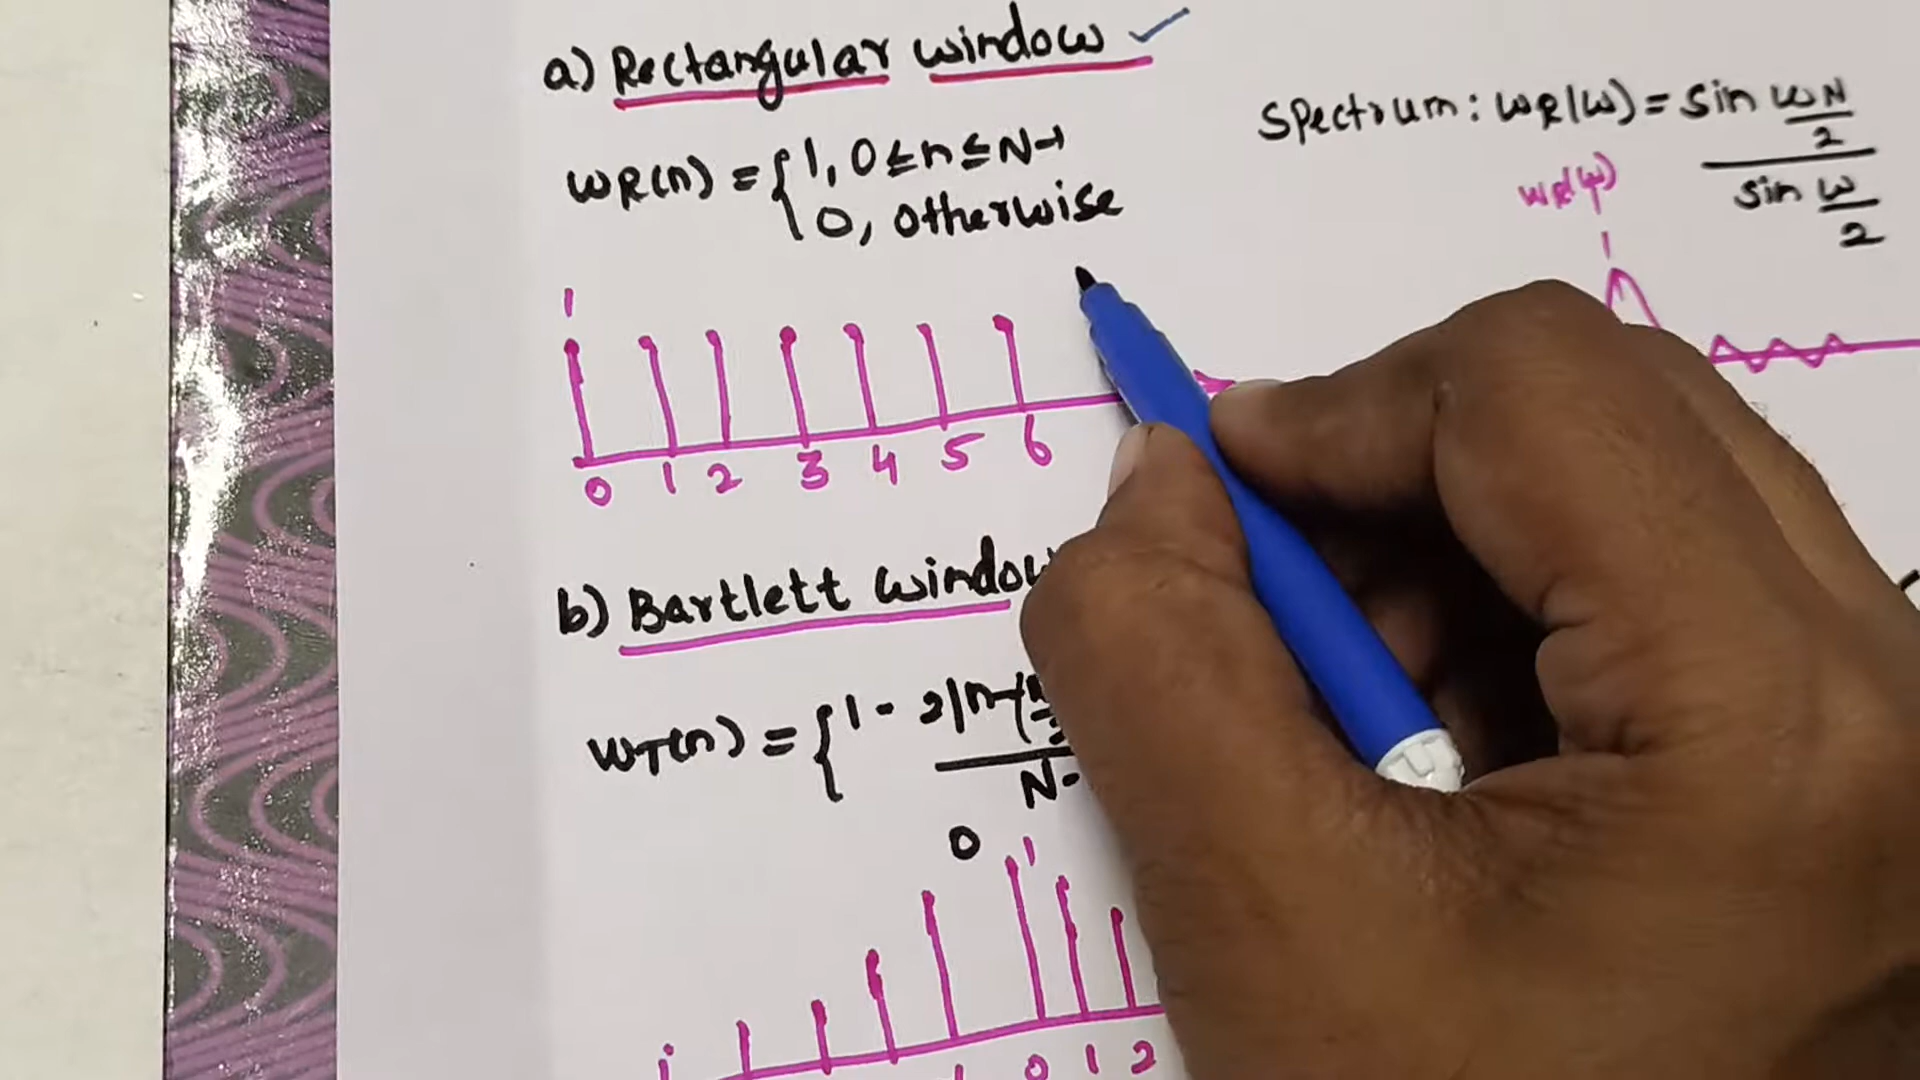 a) Rectangular window ✓
WR(n) = { 1, 0 ≤ n ≤ N-1
0, otherwise
1
0 1 2 3 4 5 6
Spectrum : WR(ω) = sin ωN/2
sin ω/2
WR(ω)
1
b) Bartlett window
WT(n) = { 1 - 2|n-(
N-
0
1
0 1 2